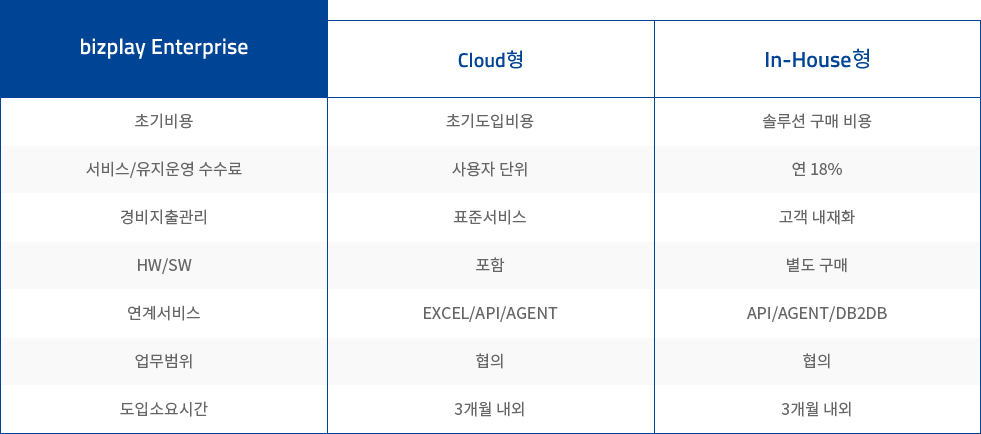 bizplay Enterprise Cloud형 In-House형
초기비용 초기도입비용 솔루션 구매 비용
서비스/유지운영 수수료 사용자 단위 연 18%
경비지출관리 표준서비스 고객 내재화
HW/SW 포함 별도 구매
연계서비스 EXCEL/API/AGENT API/AGENT/DB2DB
업무범위 협의 협의
도입소요시간 3개월 내외 3개월 내외